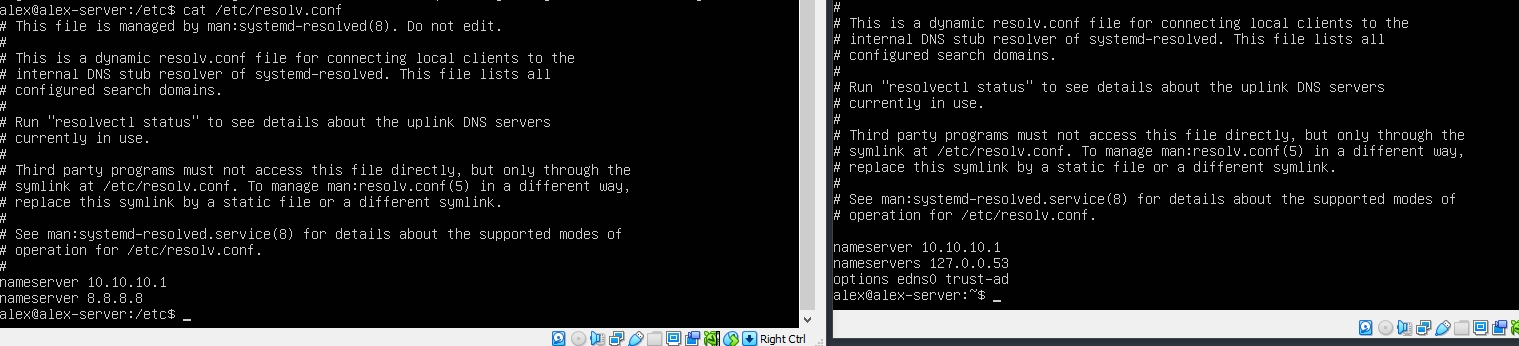 alex@alex-server:/etc$ cat /etc/resolv.conf
# This file is managed by man:systemd-resolved(8). Do not edit.
#
# This is a dynamic resolv.conf file for connecting local clients to the
# internal DNS stub resolver of systemd-resolved. This file lists all
# configured search domains.
#
# Run "resolvectl status" to see details about the uplink DNS servers
# currently in use.
#
# Third party programs must not access this file directly, but only through the
# symlink at /etc/resolv.conf. To manage man:resolv.conf(5) in a different way,
# replace this symlink by a static file or a different symlink.
#
# See man:systemd-resolved.service(8) for details about the supported modes of
# operation for /etc/resolv.conf.
#
nameserver 10.10.10.1
nameserver 8.8.8.8
alex@alex-server:/etc$ _
Right Ctrl
#
# This is a dynamic resolv.conf file for connecting local clients to the
# internal DNS stub resolver of systemd-resolved. This file lists all
# configured search domains.
#
# Run "resolvectl status" to see details about the uplink DNS servers
# currently in use.
#
# Third party programs must not access this file directly, but only through the
# symlink at /etc/resolv.conf. To manage man:resolv.conf(5) in a different way,
# replace this symlink by a static file or a different symlink.
#
# See man:systemd-resolved.service(8) for details about the supported modes of
# operation for /etc/resolv.conf.
nameserver 10.10.10.1
nameservers 127.0.0.53
options edns0 trust-ad
alex@alex-server:~$ _